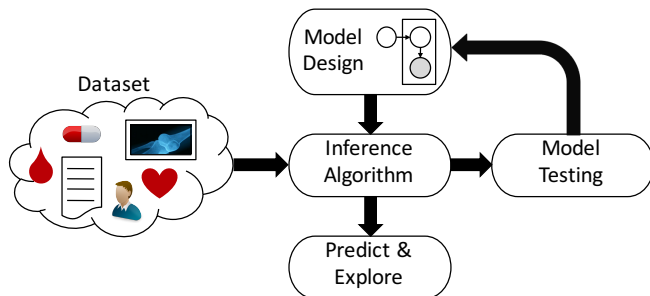 Dataset
Model
Design
Inference
Algorithm
Model
Testing
Predict &
Explore